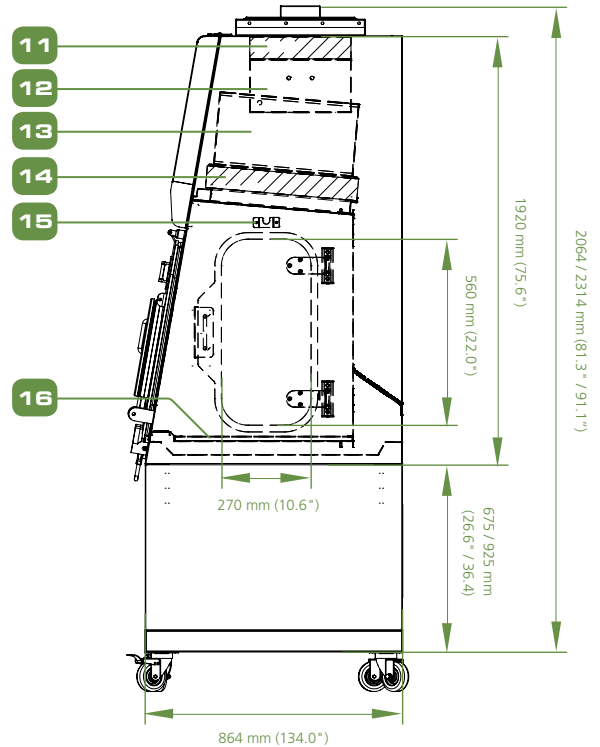 11
12
13
14
15
16
1920 mm (75.6")
2064 / 2314 mm (81.3" / 91.1")
560 mm (22.0")
270 mm (10.6")
675 / 925 mm
(26.6" / 36.4)
864 mm (134.0")